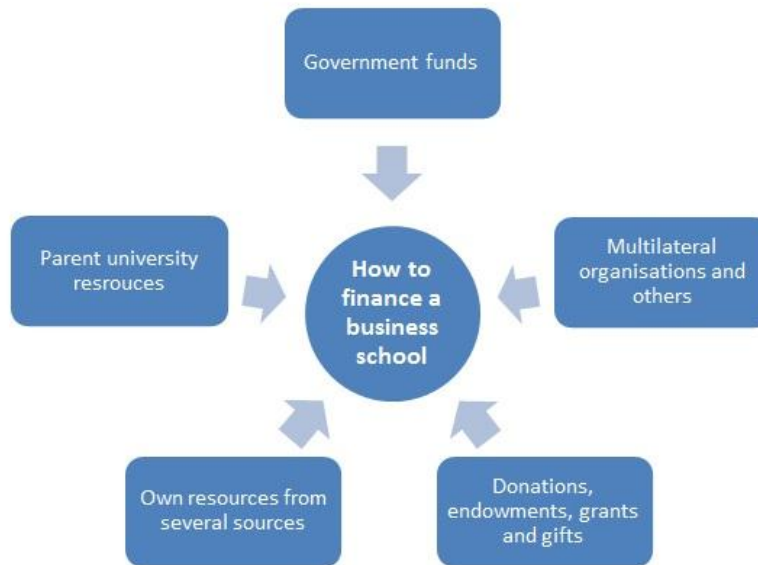 Government funds
Parent university
resrouces
How to
finance a
business
school
Multilateral
organisations and
others
Own resources from
several sources
Donations,
endowments, grants
and gifts